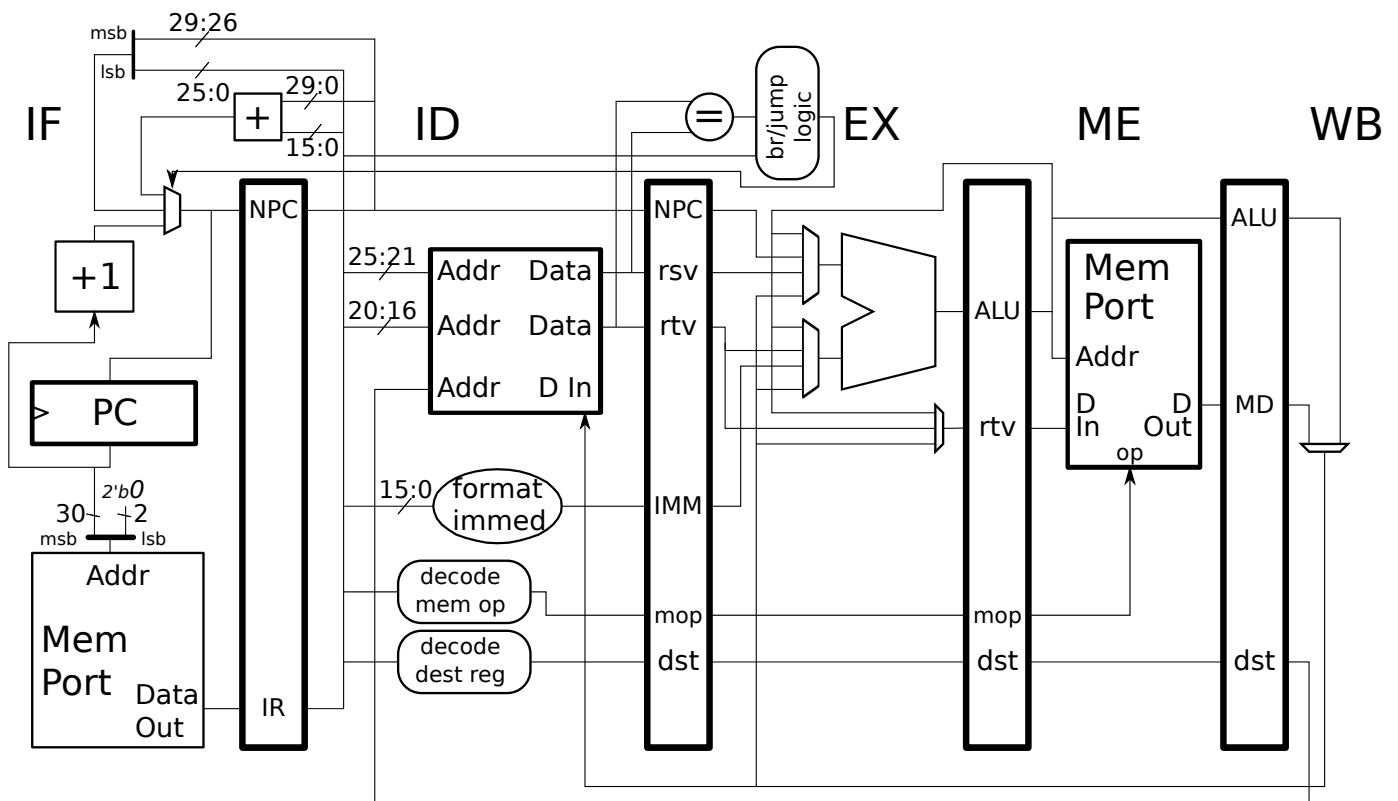 29:26
msb
lsb
25:0
29:0
+
15:0
=
br/jump
logic
IF
ID
EX
ME
WB
NPC
NPC
ALU
+1
25:21
Addr
Data
rsv
Mem
Port
20:16
Addr
Data
rtv
ALU
Addr
Addr
D In
PC
D
In
D
Out
MD
rtv
op
2'b0
30
2
msb
lsb
15:0
format
immed
IMM
Addr
decode
mem op
mop
mop
Mem
Port
decode
dest reg
dst
dst
dst
Data
Out
IR